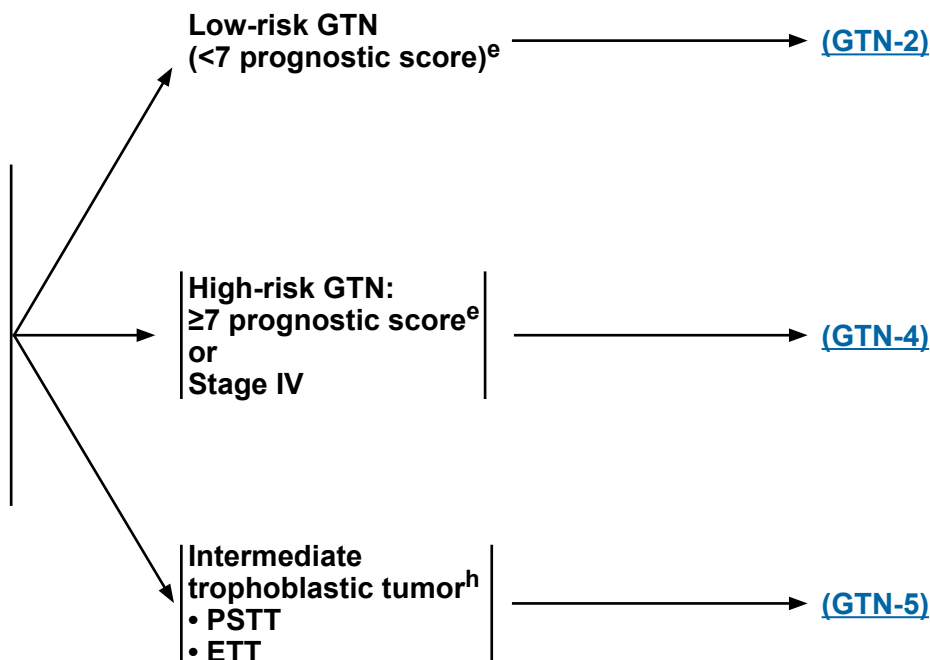 Low-risk GTN
(<7 prognostic score)e
(GTN-2)
High-risk GTN:
≥7 prognostic scoree
or
Stage IV
(GTN-4)
Intermediate
trophoblastic tumorh
• PSTT
• ETT
(GTN-5)